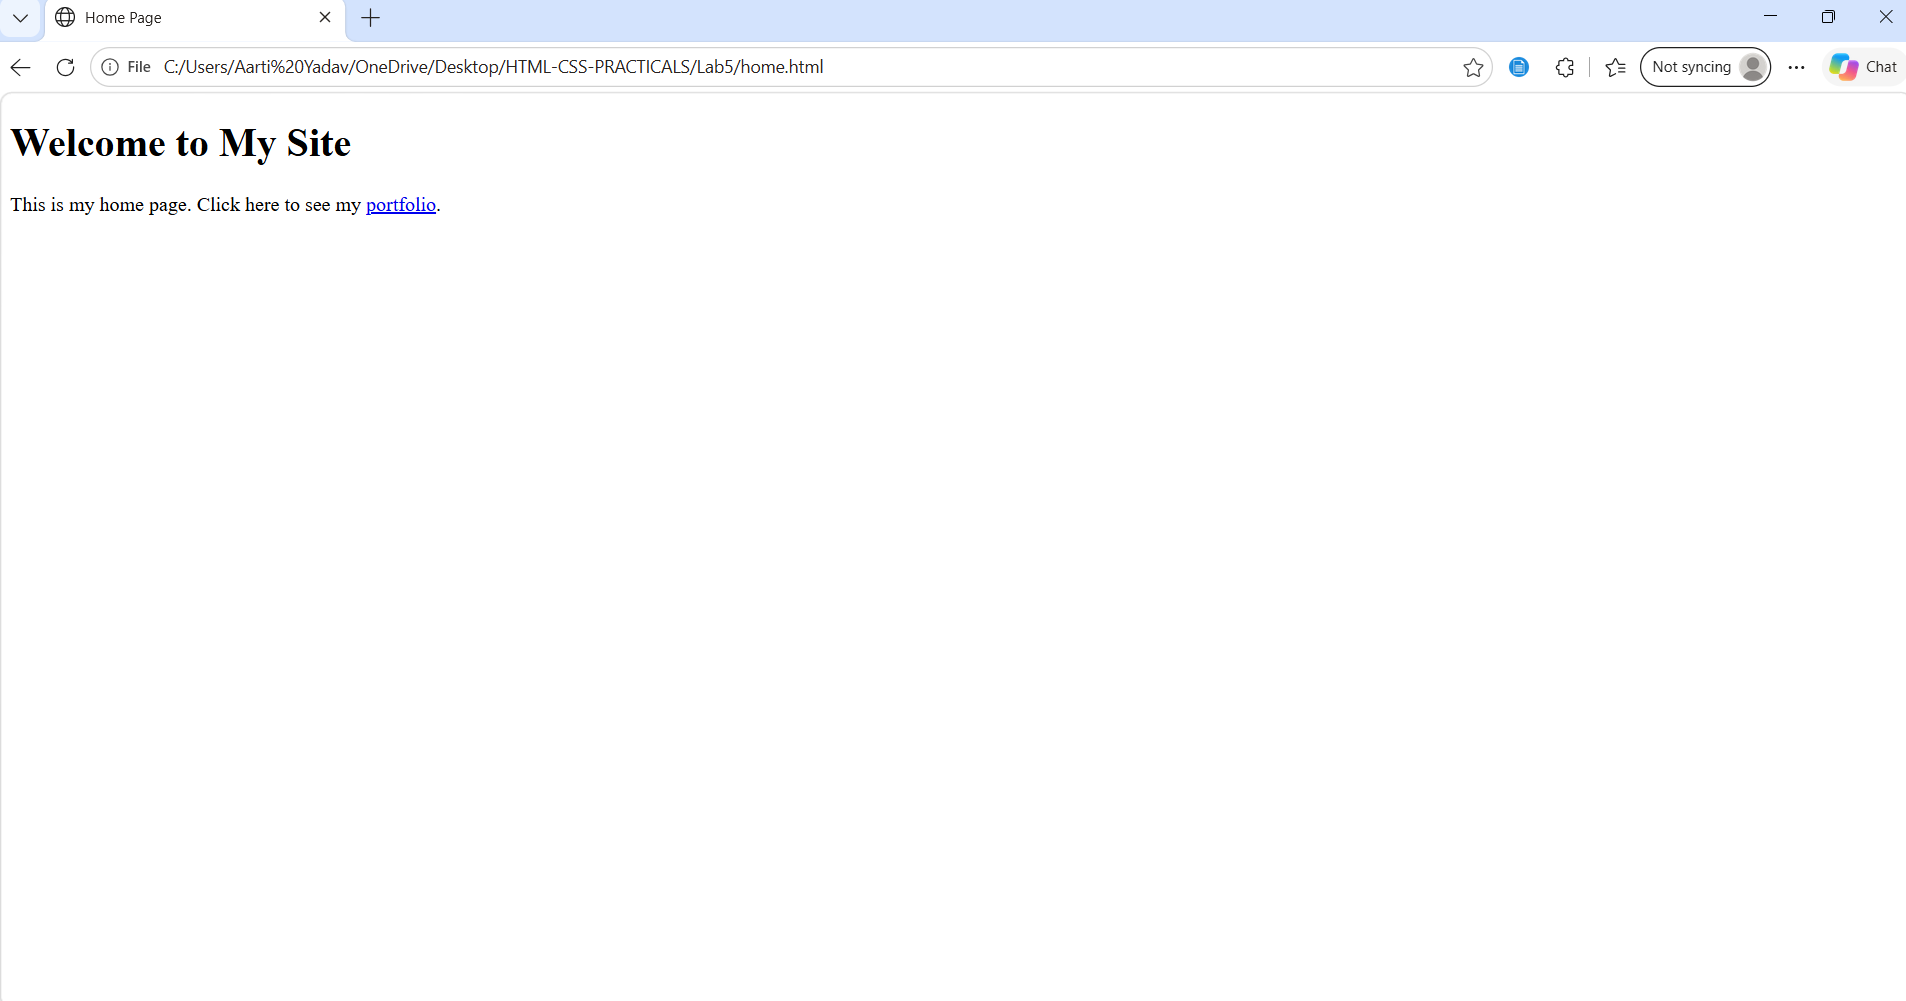 Home Page
File C:/Users/Aarti%20Yadav/OneDrive/Desktop/HTML-CSS-PRACTICALS/Lab5/home.html Not syncing Chat
Welcome to My Site
This is my home page. Click here to see my portfolio.